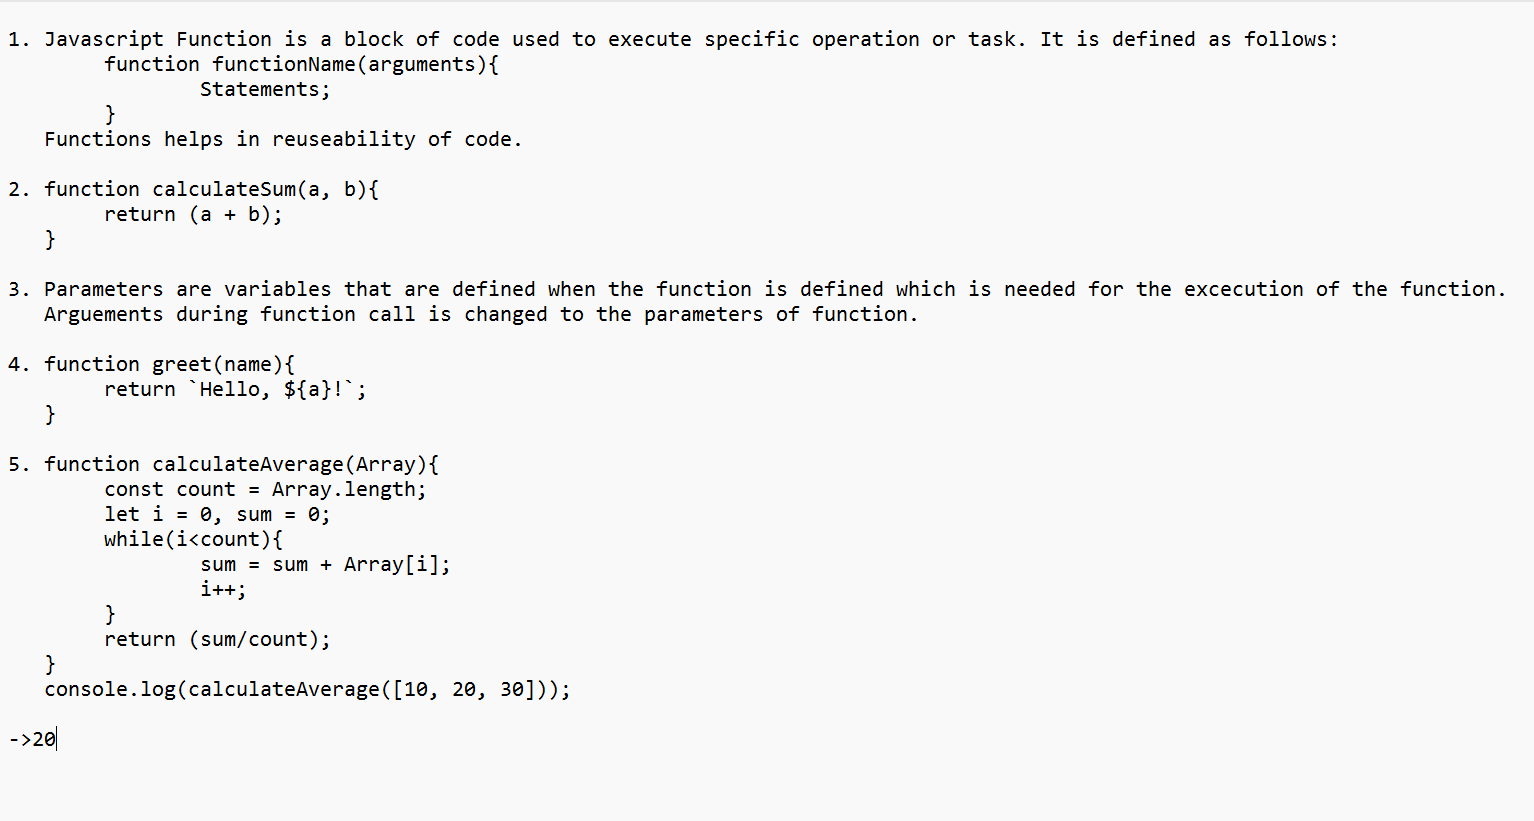 1. Javascript Function is a block of code used to execute specific operation or task. It is defined as follows:
function functionName(arguments){
Statements;
}
Functions helps in reuseability of code.
2. function calculateSum(a, b){
return (a + b);
}
3. Parameters are variables that are defined when the function is defined which is needed for the excecution of the function.
Arguements during function call is changed to the parameters of function.
4. function greet(name){
return `Hello, ${a}!`;
}
5. function calculateAverage(Array){
const count = Array.length;
let i = 0, sum = 0;
while(i<count){
sum = sum + Array[i];
i++;
}
return (sum/count);
}
console.log(calculateAverage([10, 20, 30]));
->20